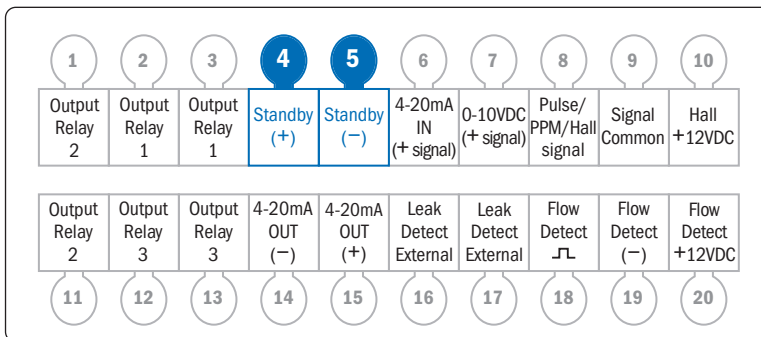 1 2 3 4 5 6 7 8 9 10
Output Relay 2
Output Relay 1
Output Relay 1
Standby (+)
Standby (−)
4-20mA IN (+ signal)
0-10VDC (+ signal)
Pulse/ PPM/Hall signal
Signal Common
Hall +12VDC
Output Relay 2
Output Relay 3
Output Relay 3
4-20mA OUT (−)
4-20mA OUT (+)
Leak Detect External
Leak Detect External
Flow Detect
Flow Detect (−)
Flow Detect +12VDC
11 12 13 14 15 16 17 18 19 20